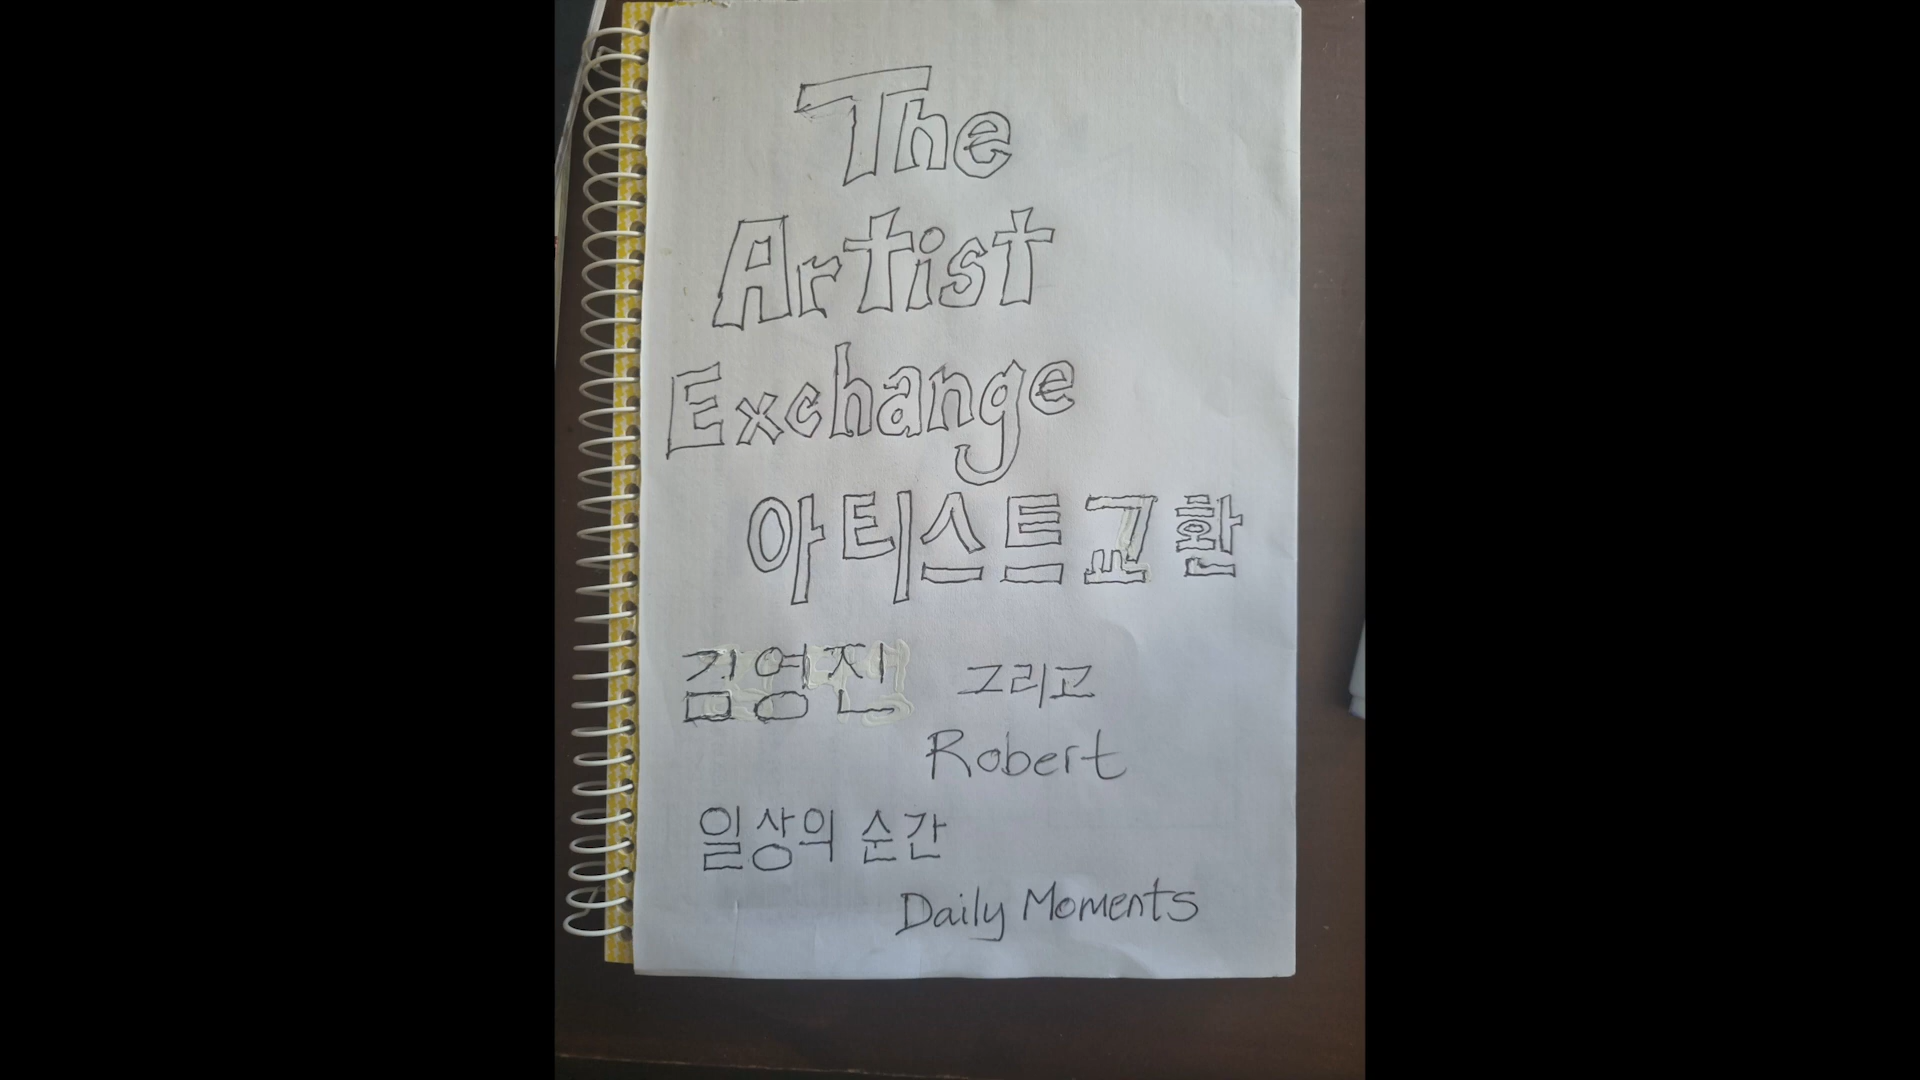 The
Artist
Exchange
아티스트교환
김영진 그리고
Robert
일상의 순간
Daily Moments